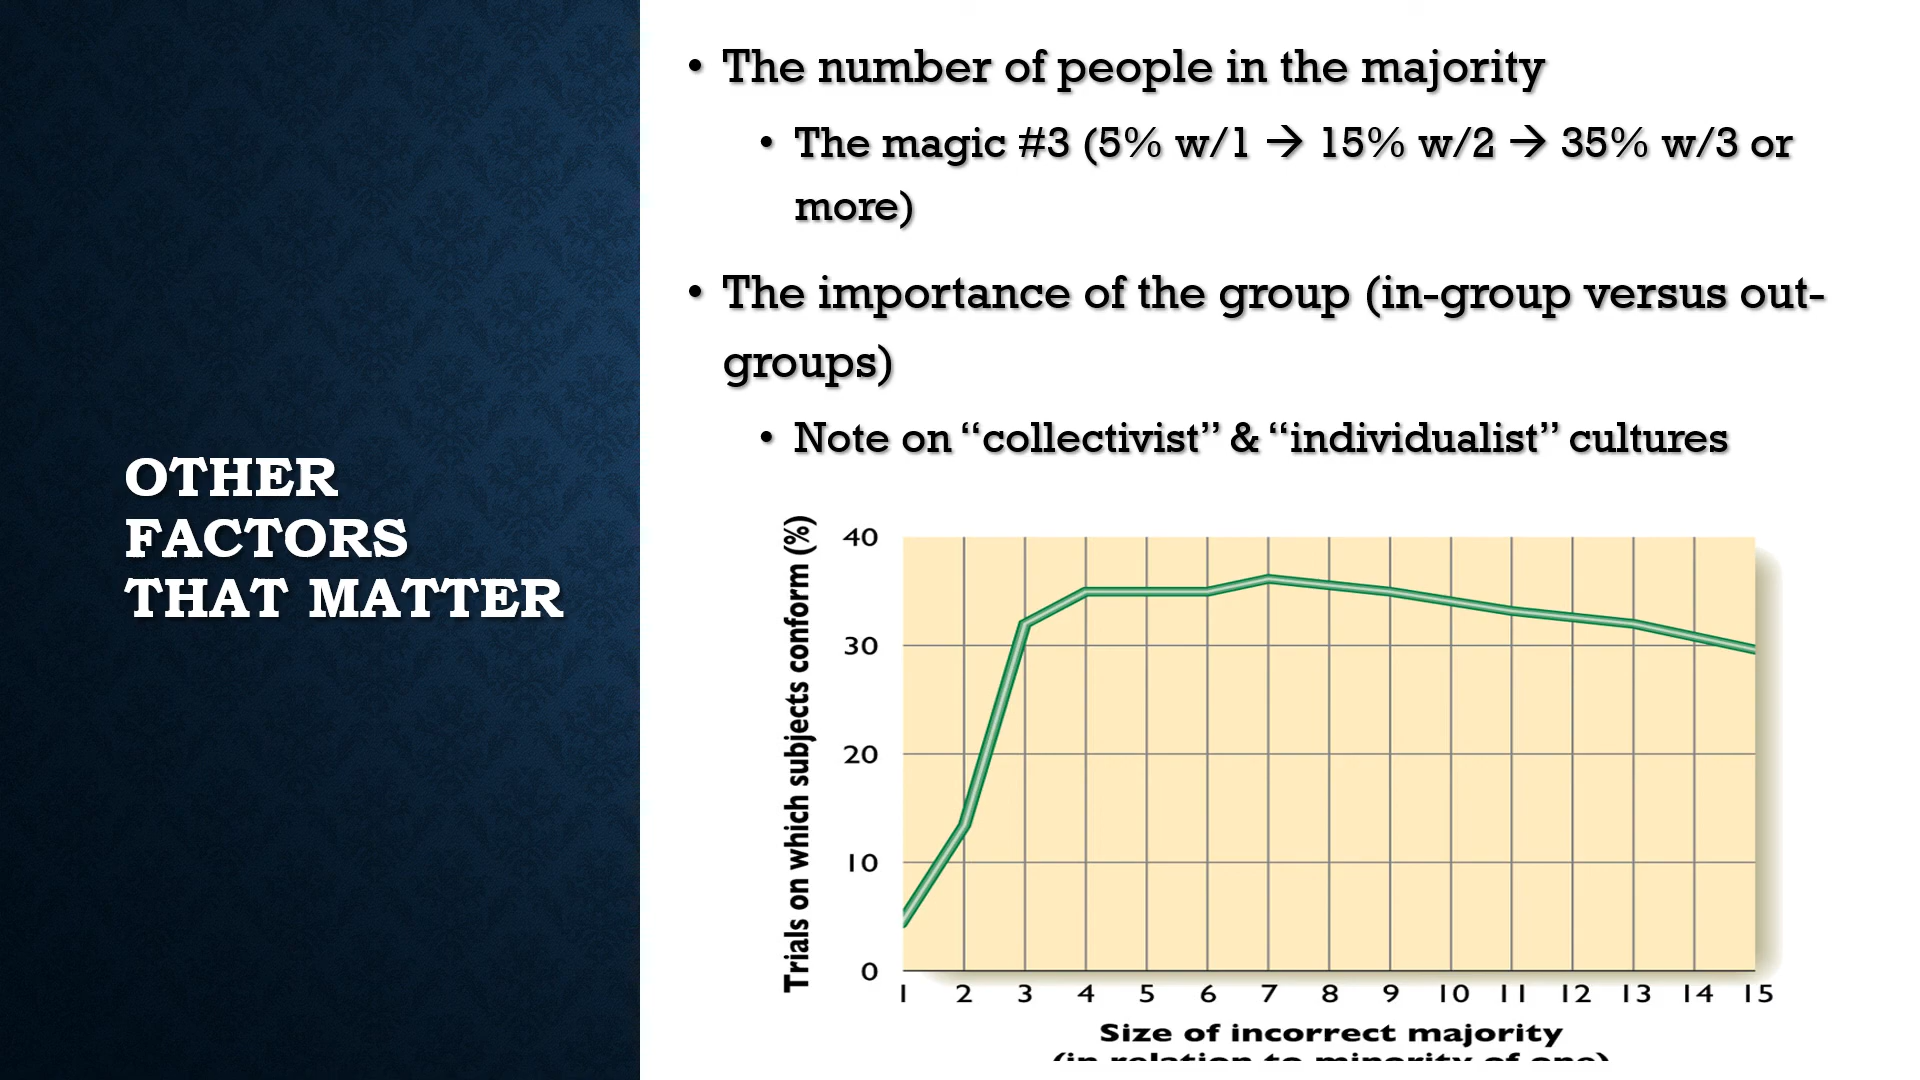 OTHER
FACTORS
THAT MATTER
• The number of people in the majority
• The magic #3 (5% w/1 → 15% w/2 → 35% w/3 or
more)
• The importance of the group (in-group versus out-
groups)
• Note on “collectivist” & “individualist” cultures
Trials on which subjects conform (%)
40
30
20
10
0
1 2 3 4 5 6 7 8 9 10 11 12 13 14 15
Size of incorrect majority
(in relation to minority of one)